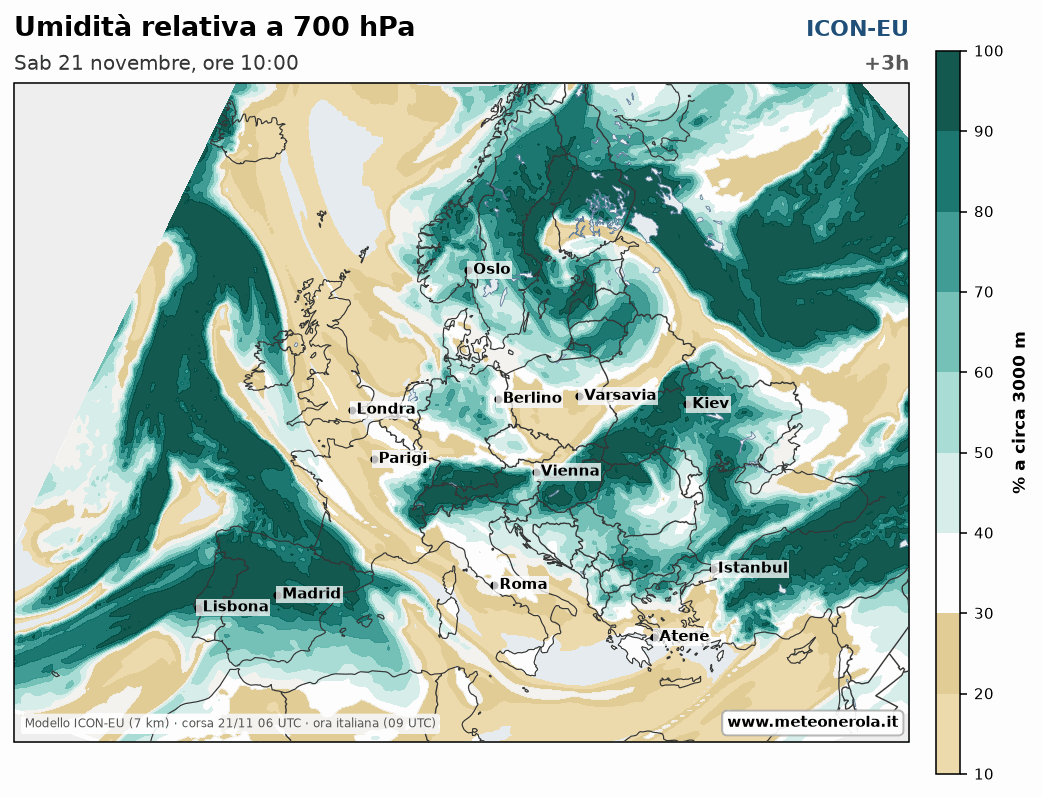 Umidità relativa a 700 hPa
ICON-EU
Sab 21 novembre, ore 10:00
+3h
100
90
80
70
60
50
40
30
20
10
% a circa 3000 m
Oslo
Berlino
Varsavia
Kiev
Londra
Parigi
Vienna
Istanbul
Roma
Madrid
Lisbona
Atene
Modello ICON-EU (7 km) · corsa 21/11 06 UTC · ora italiana (09 UTC)
www.meteonerola.it